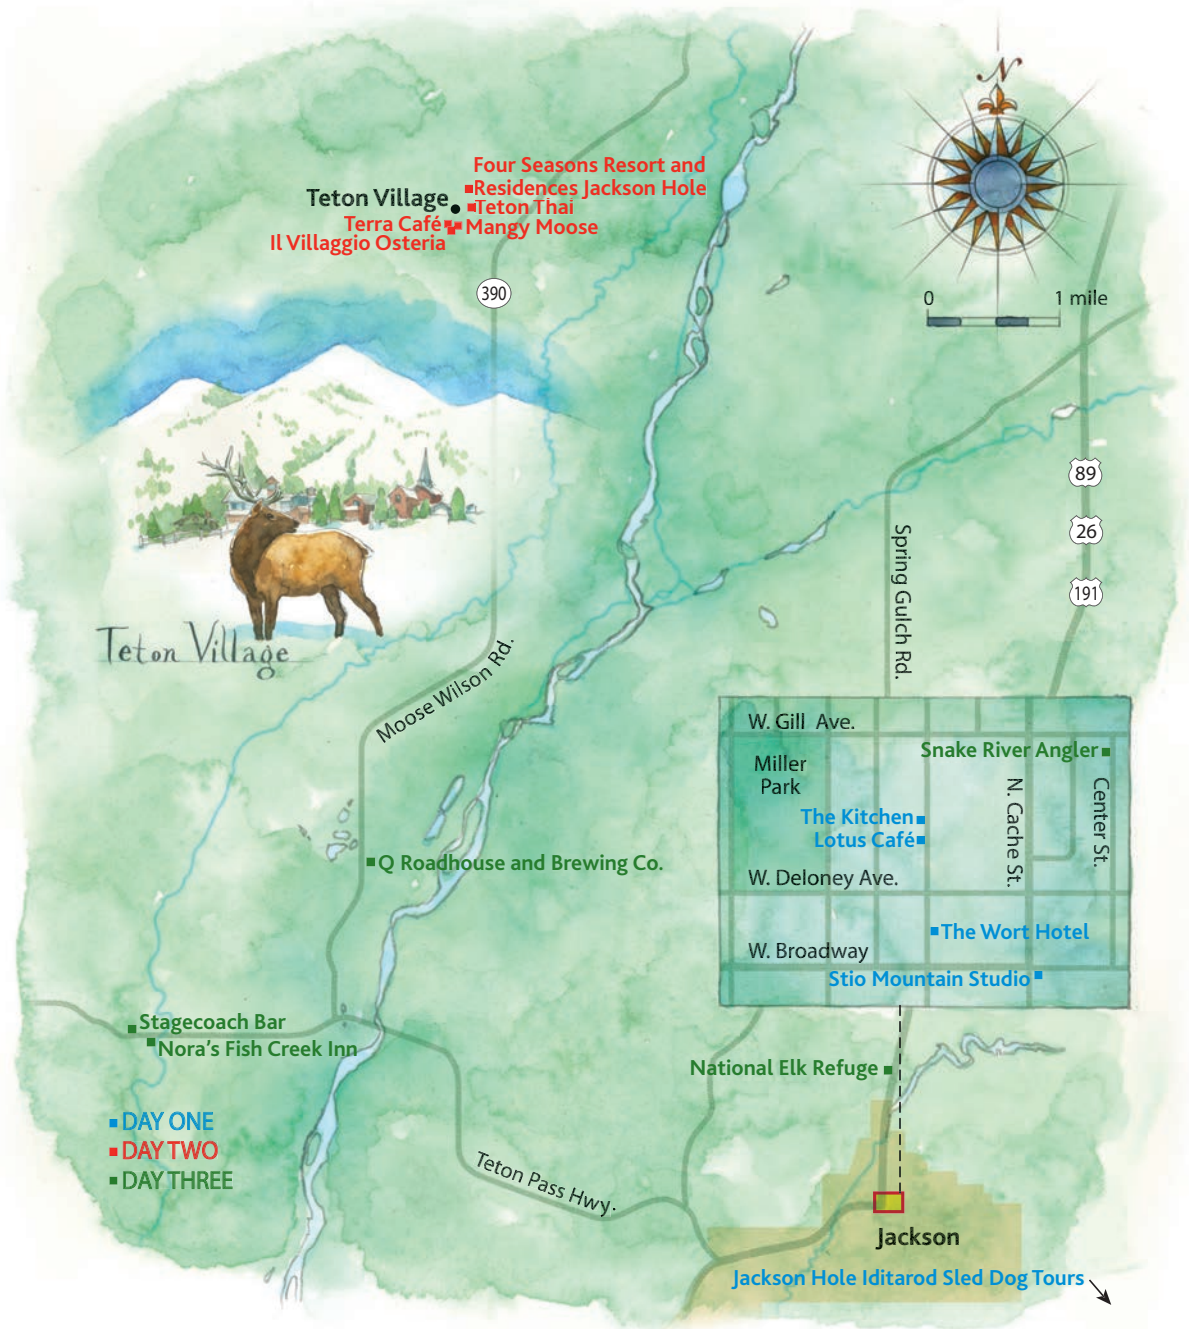 N
Four Seasons Resort and
Residences Jackson Hole
Teton Village
Teton Thai
Terra Café
Mangy Moose
Il Villaggio Osteria
390
0
1 mile
89
26
191
Spring Gulch Rd.
Teton Village
Moose Wilson Rd.
W. Gill Ave.
Snake River Angler
Miller
Park
N. Cache St.
Center St.
The Kitchen
Lotus Café
Q Roadhouse and Brewing Co.
W. Deloney Ave.
The Wort Hotel
W. Broadway
Stio Mountain Studio
Stagecoach Bar
Nora's Fish Creek Inn
National Elk Refuge
DAY ONE
DAY TWO
DAY THREE
Teton Pass Hwy.
Jackson
Jackson Hole Iditarod Sled Dog Tours